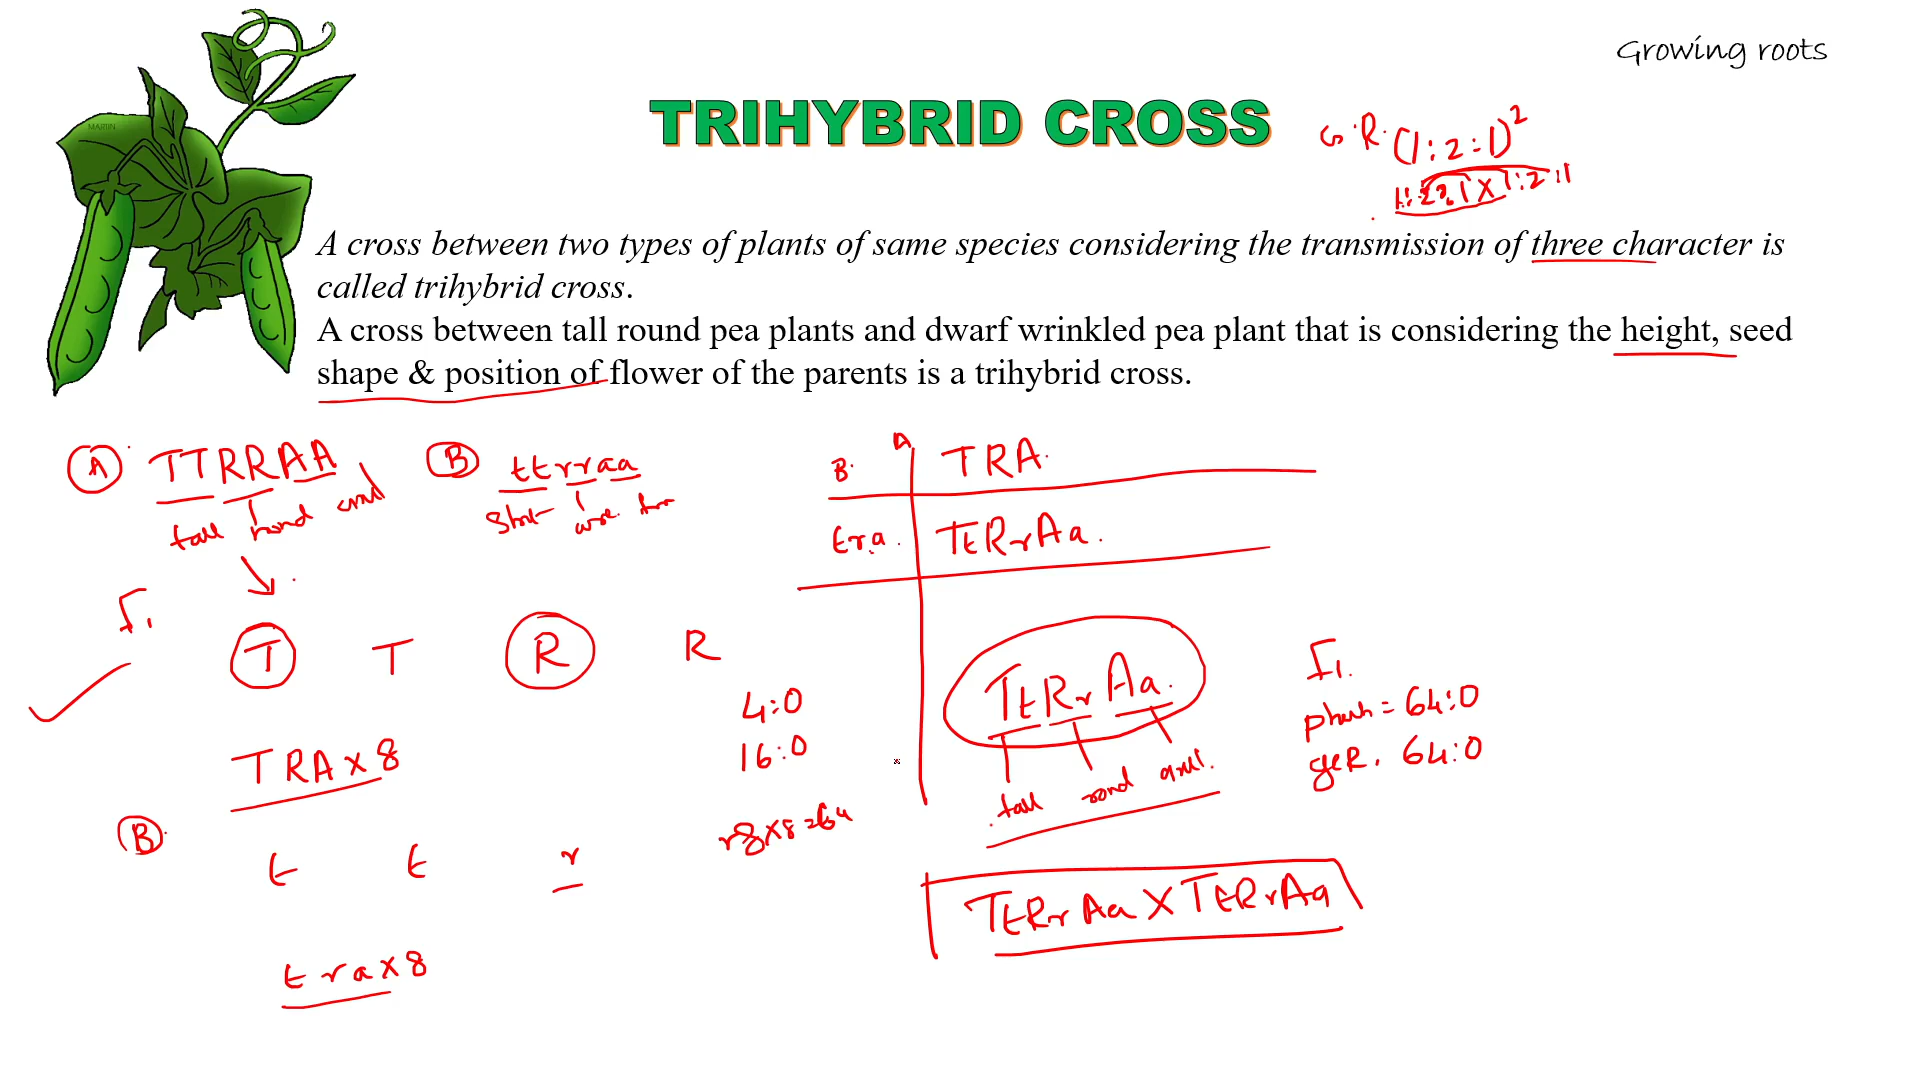 Growing roots
TRIHYBRID CROSS
G.R. (1:2:1)²
X 1:2:1
A cross between two types of plants of same species considering the transmission of three character is
called trihybrid cross.
A cross between tall round pea plants and dwarf wrinkled pea plant that is considering the height, seed
shape & position of flower of the parents is a trihybrid cross.
A TTRRAA B ttrraa
tall round
A
B. TRA.
tra. TtRrAa.
F1
T T R R
4:0
16:0
8x8=64
TRA x 8
TtRrAa.
tall round axil.
F1.
64:0
64:0
B
t t r
tra x 8
TtRrAa X TtRrAa
MARIJN